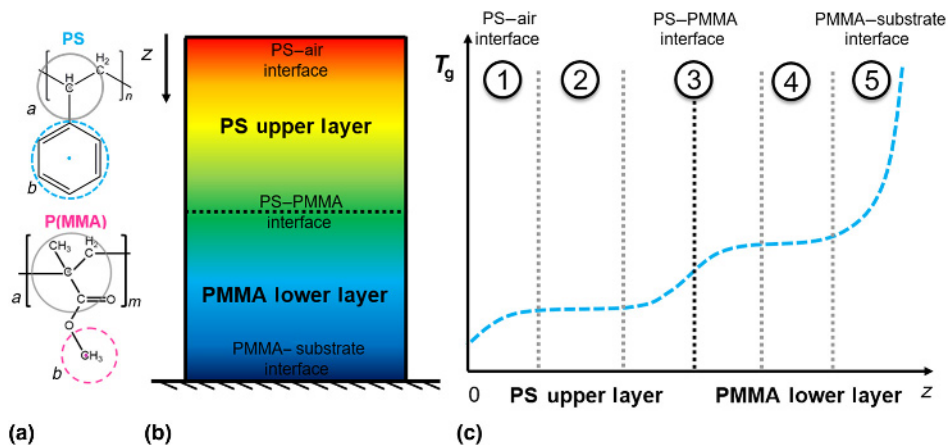 PS
H
CH₂
n
a
b
P(MMA)
CH₃
H₂
C
C
a
m
C
O
O
CH₃
b
(a)
z
PS–air
interface
PS upper layer
PS–PMMA
interface
PMMA lower layer
PMMA– substrate
interface
(b)
PS–air
interface
PS–PMMA
interface
PMMA–substrate
interface
Tg
1 2 3 4 5
0 PS upper layer PMMA lower layer z
(c)